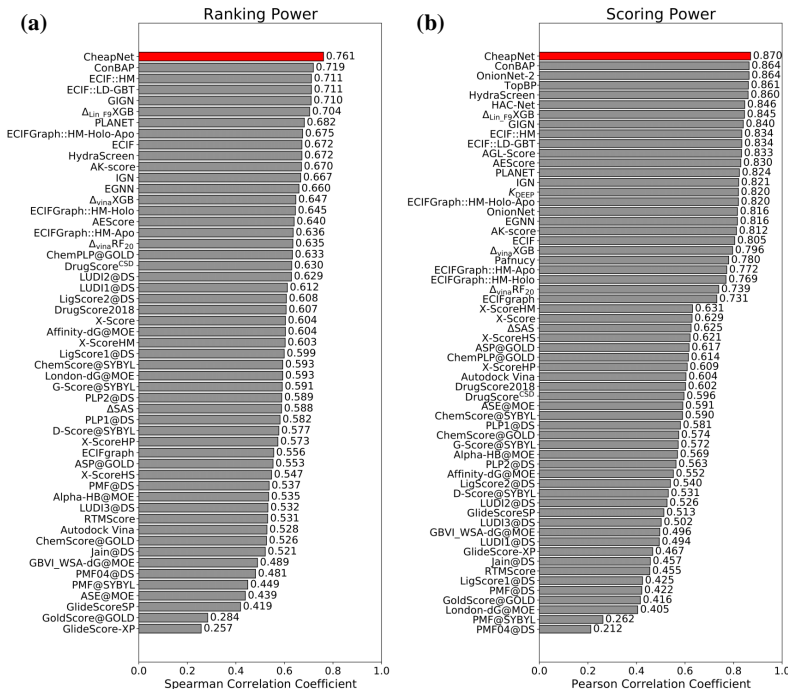 (a)
Ranking Power
CheapNet 0.761
ConBAP 0.719
ECIF::HM 0.711
ECIF::LD-GBT 0.711
GIGN 0.710
ΔLin_F9XGB 0.704
PLANET 0.682
ECIFGraph::HM-Holo-Apo 0.675
ECIF 0.672
HydraScreen 0.672
AK-score 0.670
IGN 0.667
EGNN 0.660
ΔvinaXGB 0.647
ECIFGraph::HM-Holo 0.645
AEScore 0.640
ECIFGraph::HM-Apo 0.636
ΔvinaRF20 0.635
ChemPLP@GOLD 0.633
DrugScoreCSD 0.630
LUDI2@DS 0.629
LUDI1@DS 0.612
LigScore2@DS 0.608
DrugScore2018 0.607
X-Score 0.604
Affinity-dG@MOE 0.604
X-ScoreHM 0.603
LigScore1@DS 0.599
ChemScore@SYBYL 0.593
London-dG@MOE 0.593
G-Score@SYBYL 0.591
PLP2@DS 0.589
ΔSAS 0.588
PLP1@DS 0.582
D-Score@SYBYL 0.577
X-ScoreHP 0.573
ECIFgraph 0.556
ASP@GOLD 0.553
X-ScoreHS 0.547
PMF@DS 0.537
Alpha-HB@MOE 0.535
LUDI3@DS 0.532
RTMScore 0.531
Autodock Vina 0.528
ChemScore@GOLD 0.526
Jain@DS 0.521
GBVI_WSA-dG@MOE 0.489
PMF04@DS 0.481
PMF@SYBYL 0.449
ASE@MOE 0.439
GlideScoreSP 0.419
GoldScore@GOLD 0.284
GlideScore-XP 0.257
0.0 0.2 0.4 0.6 0.8 1.0
Spearman Correlation Coefficient
(b)
Scoring Power
CheapNet 0.870
ConBAP 0.864
OnionNet-2 0.864
TopBP 0.861
HydraScreen 0.860
HAC-Net 0.846
ΔLin_F9XGB 0.845
GIGN 0.840
ECIF::HM 0.834
ECIF::LD-GBT 0.834
AGL-Score 0.833
AEScore 0.830
PLANET 0.824
IGN 0.821
KDEEP 0.820
ECIFGraph::HM-Holo-Apo 0.820
OnionNet 0.816
EGNN 0.816
AK-score 0.812
ECIF 0.805
ΔvinaXGB 0.796
Pafnucy 0.780
ECIFGraph::HM-Apo 0.772
ECIFGraph::HM-Holo 0.769
ΔvinaRF20 0.739
ECIFgraph 0.731
X-ScoreHM 0.631
X-Score 0.629
ΔSAS 0.625
X-ScoreHS 0.621
ASP@GOLD 0.617
ChemPLP@GOLD 0.614
X-ScoreHP 0.609
Autodock Vina 0.604
DrugScore2018 0.602
DrugScoreCSD 0.596
ASE@MOE 0.591
ChemScore@SYBYL 0.590
PLP1@DS 0.581
ChemScore@GOLD 0.574
G-Score@SYBYL 0.572
Alpha-HB@MOE 0.569
PLP2@DS 0.563
Affinity-dG@MOE 0.552
LigScore2@DS 0.540
D-Score@SYBYL 0.531
LUDI2@DS 0.526
GlideScoreSP 0.513
LUDI3@DS 0.502
GBVI_WSA-dG@MOE 0.496
LUDI1@DS 0.494
GlideScore-XP 0.467
Jain@DS 0.457
RTMScore 0.455
LigScore1@DS 0.425
PMF@DS 0.422
GoldScore@GOLD 0.416
London-dG@MOE 0.405
PMF@SYBYL 0.262
PMF04@DS 0.212
0.0 0.2 0.4 0.6 0.8 1.0
Pearson Correlation Coefficient